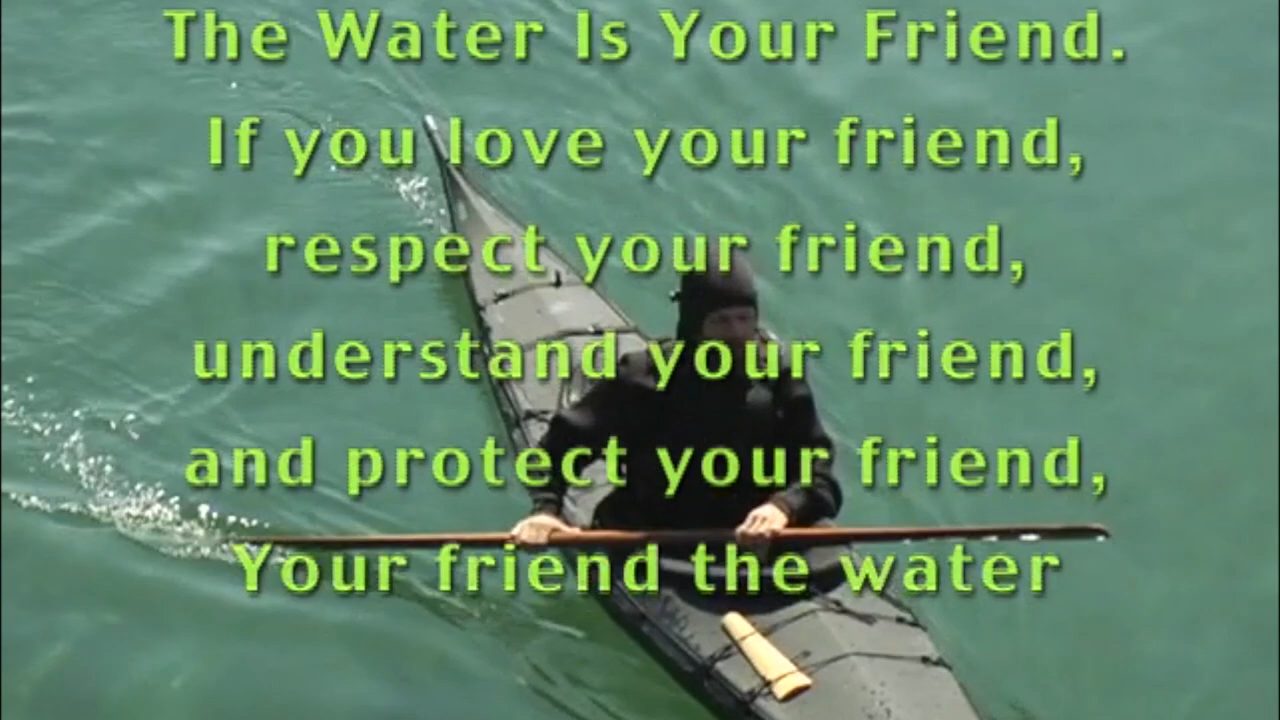 The Water Is Your Friend.
If you love your friend,
respect your friend,
understand your friend,
and protect your friend,
Your friend the water